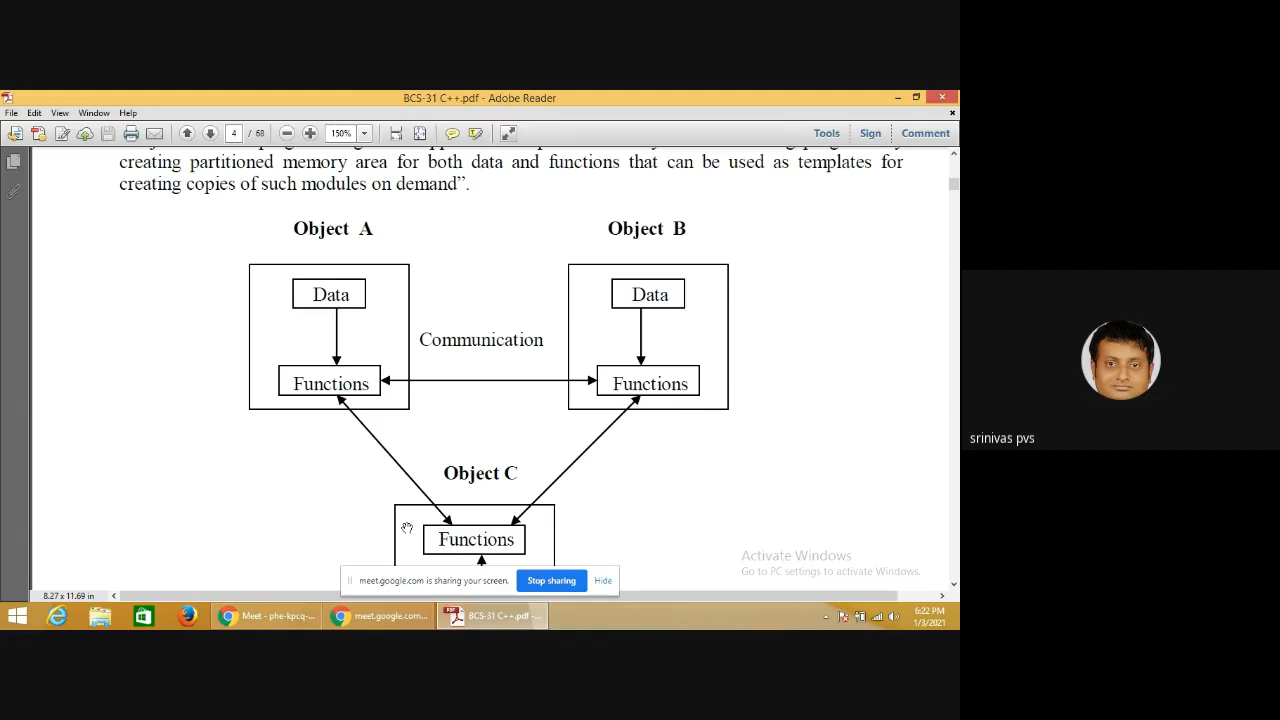 BCS-31 C++.pdf - Adobe Reader
File Edit View Window Help
4 / 68 150% Tools Sign Comment
creating partitioned memory area for both data and functions that can be used as templates for
creating copies of such modules on demand”.
Object A Object B
Data Data
Communication
Functions Functions
Object C
Functions
srinivas pvs
Activate Windows
Go to PC settings to activate Windows.
meet.google.com is sharing your screen. Stop sharing Hide
8.27 x 11.69 in
Meet - phe-kpcq-... meet.google.com... BCS-31 C++.pdf -... 6:22 PM
1/3/2021